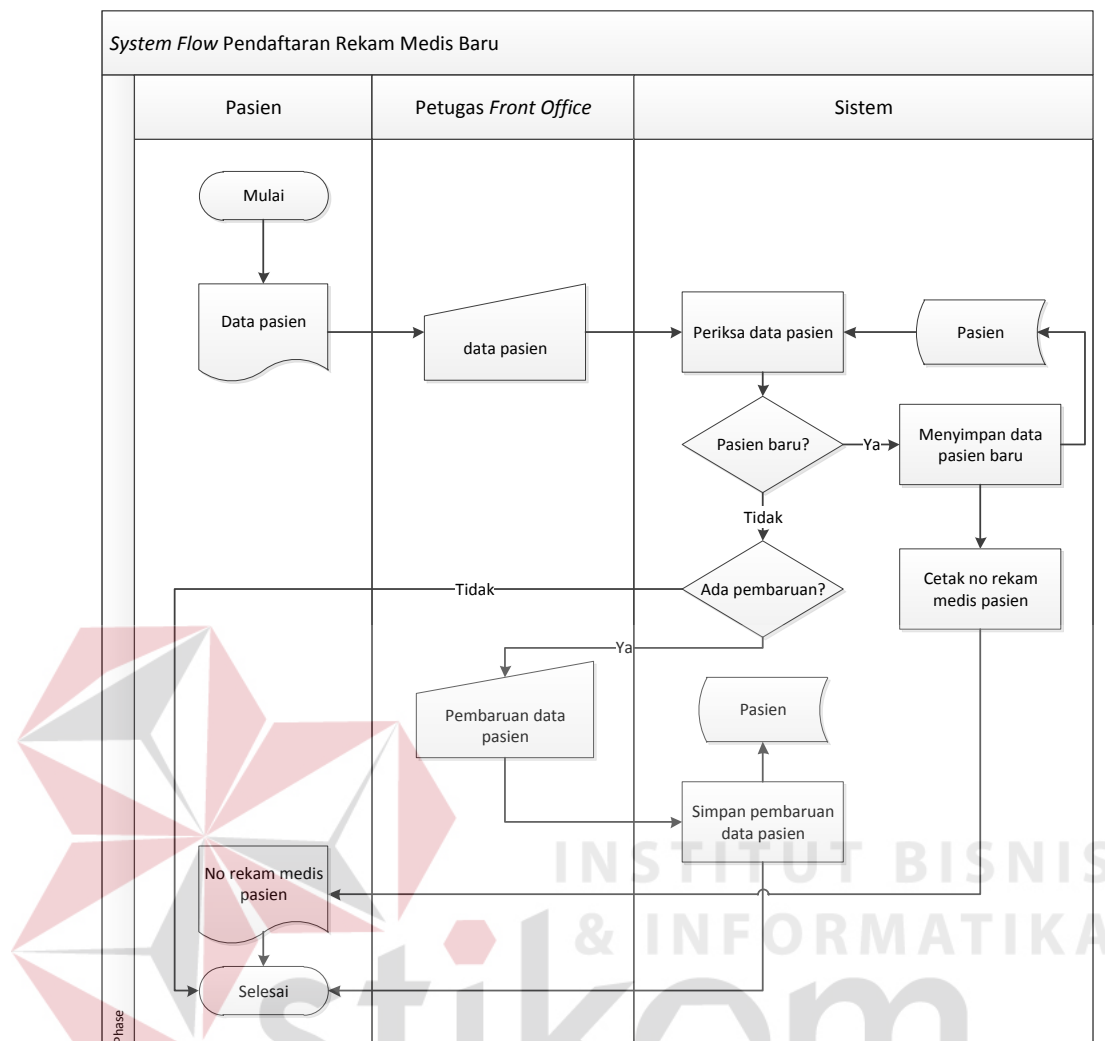 System Flow Pendaftaran Rekam Medis Baru
Pasien
Petugas Front Office
Sistem
Mulai
Data pasien
data pasien
Periksa data pasien
Pasien
Pasien baru?
Ya
Menyimpan data
pasien baru
Tidak
Ada pembaruan?
Tidak
Cetak no rekam
medis pasien
Ya
Pembaruan data
pasien
Pasien
Simpan pembaruan
data pasien
No rekam medis
pasien
Selesai
Phase
INSTITUT BISNIS
& INFORMATIKA
stikom